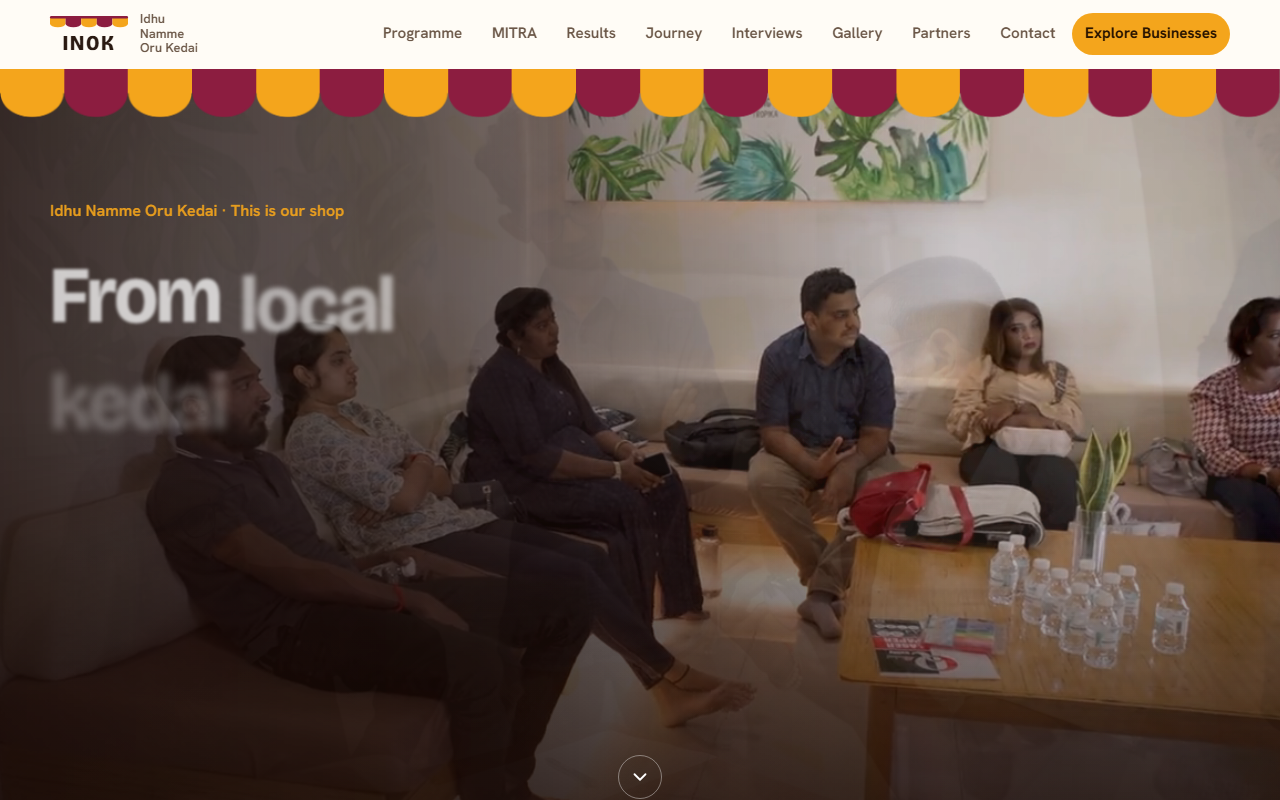 INOK
Idhu
Namme
Oru Kedai
Programme
MITRA
Results
Journey
Interviews
Gallery
Partners
Contact
Explore Businesses
Idhu Namme Oru Kedai · This is our shop
From local
kedai